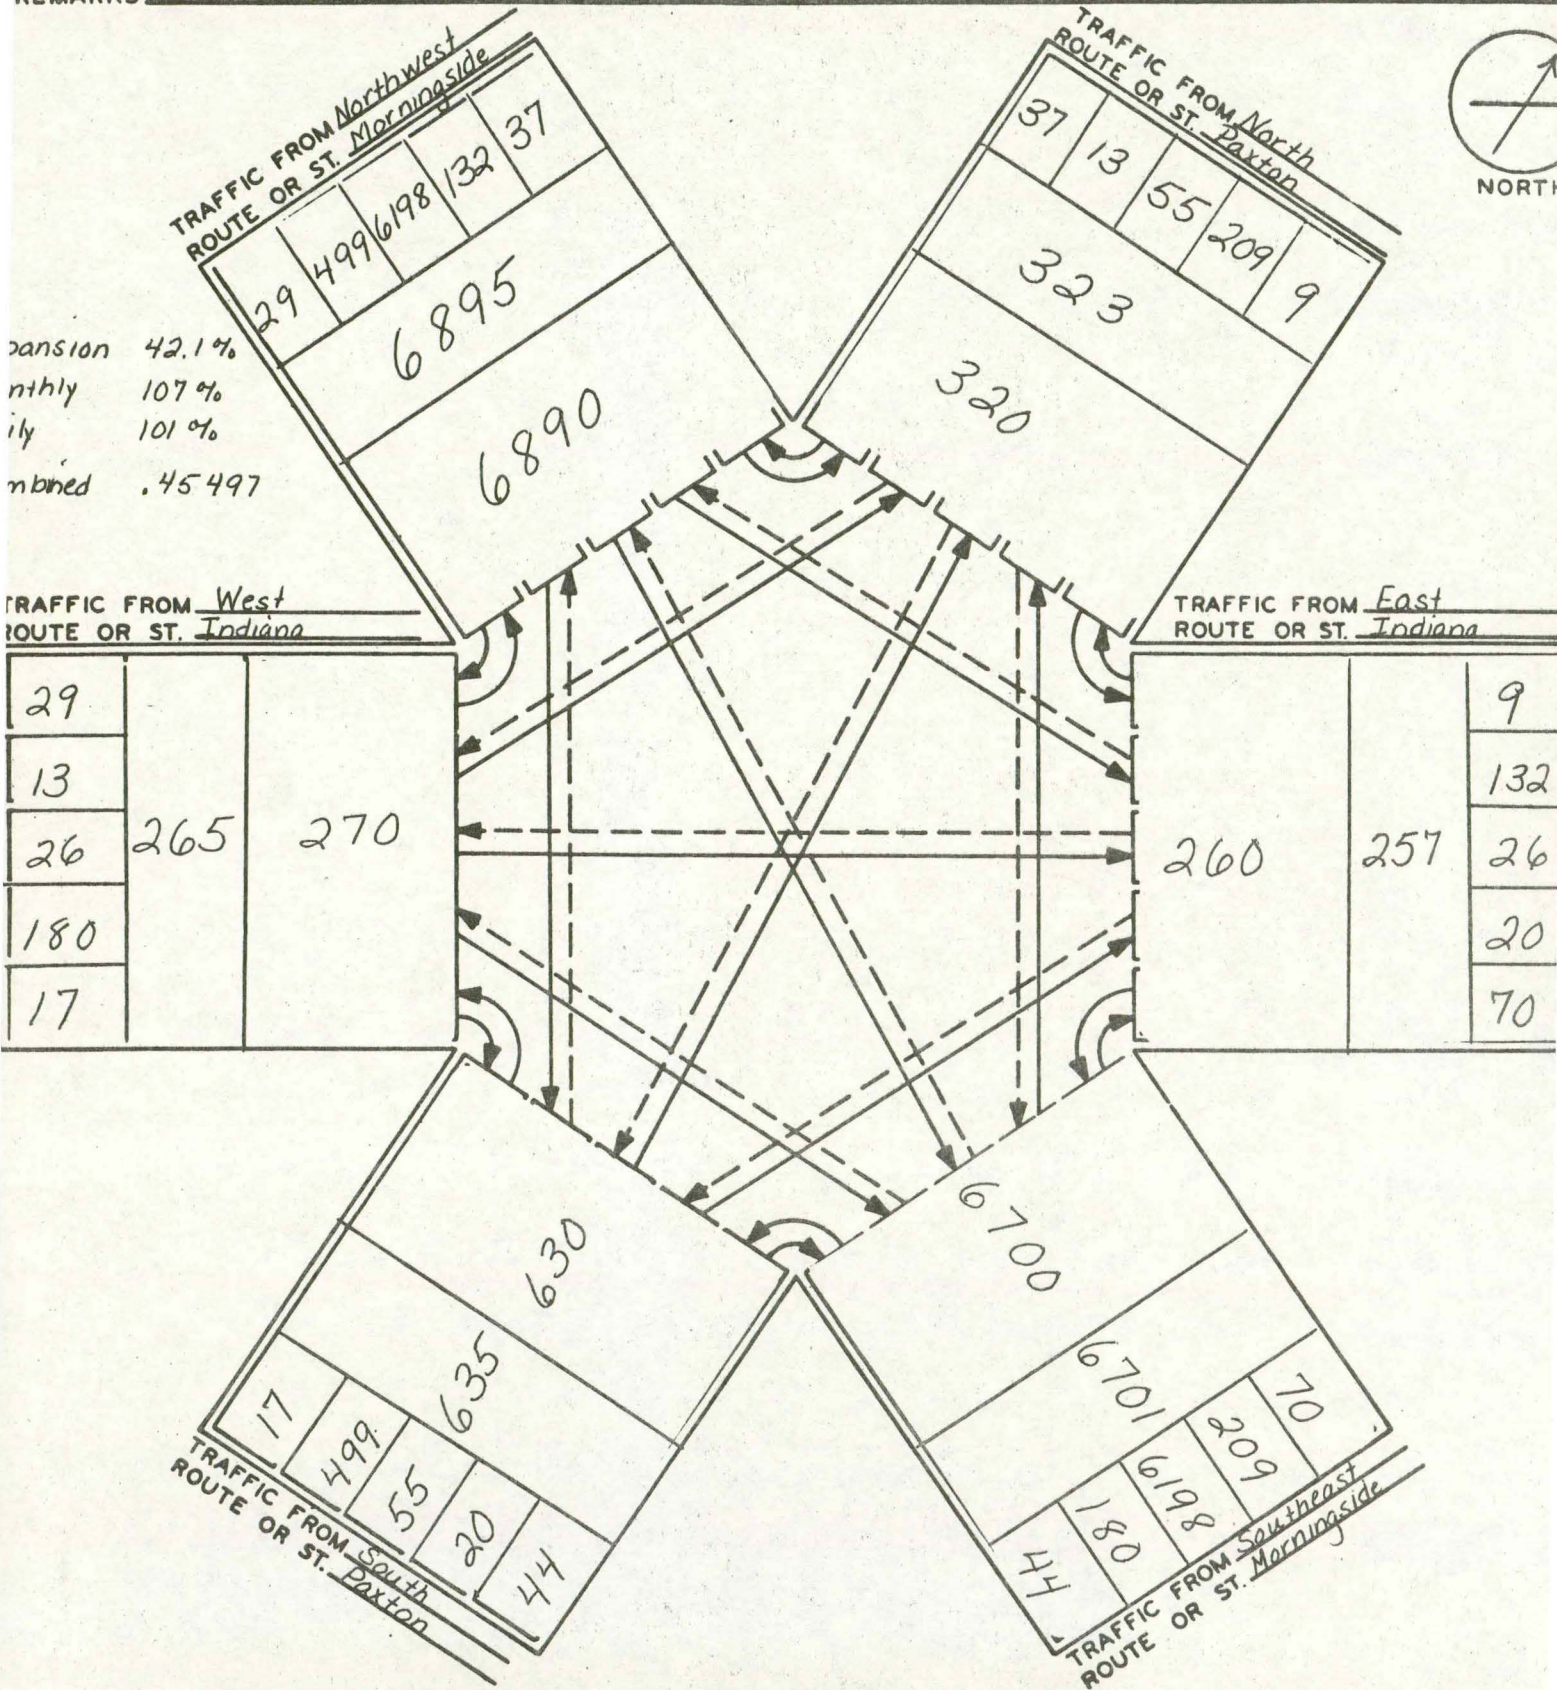 TRAFFIC FROM Northwest
ROUTE OR ST. Morningside
29 499 6198 132 37
6895
6890
TRAFFIC FROM North
ROUTE OR ST. Paxton
37 13 55 209 9
323
320
NORTH
pansion 42.1%
nthly 107%
ily 101%
mbined .45497
TRAFFIC FROM West
ROUTE OR ST. Indiana
29
13
26
180
17
265
270
TRAFFIC FROM East
ROUTE OR ST. Indiana
260
257
9
132
26
20
70
630
635
17 499 55 20 44
TRAFFIC FROM South
ROUTE OR ST. Paxton
6700
6701
44 180 6198 209 70
TRAFFIC FROM Southeast
ROUTE OR ST. Morningside